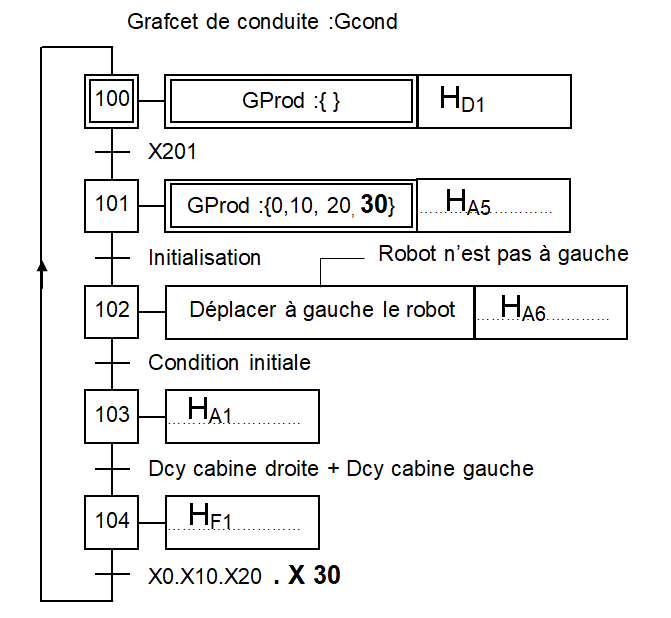 Grafcet de conduite :Gcond
100 GProd :{ } HD1
X201
101 GProd :{0,10, 20, 30} HA5
Initialisation
Robot n'est pas à gauche
102 Déplacer à gauche le robot HA6
Condition initiale
103 HA1
Dcy cabine droite + Dcy cabine gauche
104 HF1
X0.X10.X20 . X 30